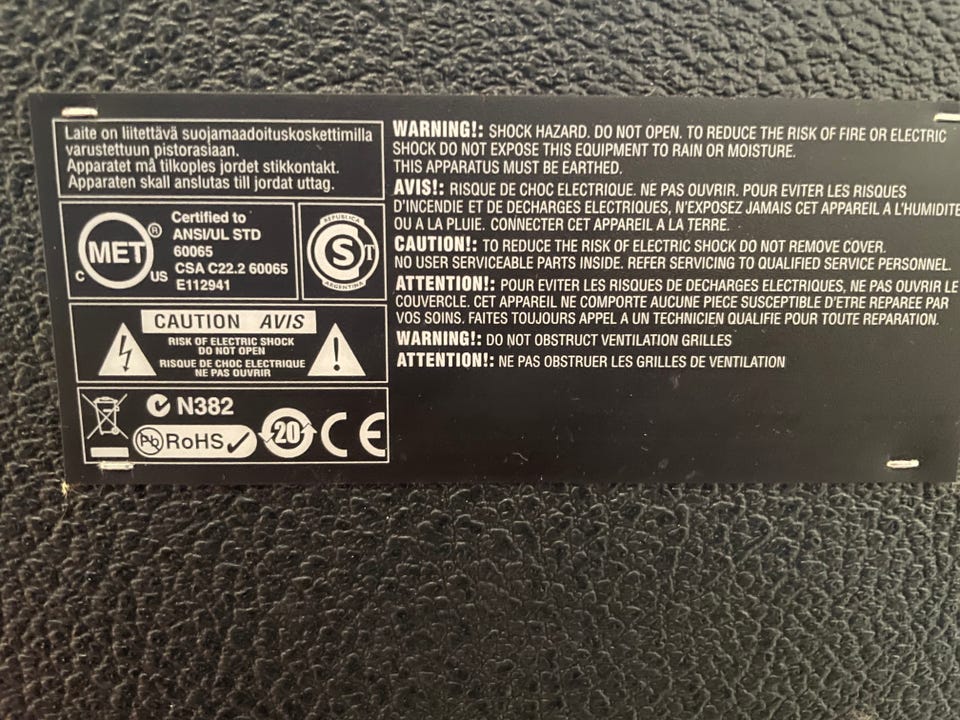 Laite on liitettävä suojamaadoituskoskettimilla
varustettuun pistorasiaan.
Apparatet må tilkoples jordet stikkontakt.
Apparaten skall anslutas till jordat uttag.
MET ®
C US
Certified to
ANSI/UL STD
60065
CSA C22.2 60065
E112941
REPUBLICA
S T
ARGENTINA
CAUTION AVIS
RISK OF ELECTRIC SHOCK
DO NOT OPEN
RISQUE DE CHOC ELECTRIQUE
NE PAS OUVRIR
N382
Pb RoHS 20 CE
WARNING!: SHOCK HAZARD. DO NOT OPEN. TO REDUCE THE RISK OF FIRE OR ELECTRIC
SHOCK DO NOT EXPOSE THIS EQUIPMENT TO RAIN OR MOISTURE.
THIS APPARATUS MUST BE EARTHED.
AVIS!: RISQUE DE CHOC ELECTRIQUE. NE PAS OUVRIR. POUR EVITER LES RISQUES
D'INCENDIE ET DE DECHARGES ELECTRIQUES, N'EXPOSEZ JAMAIS CET APPAREIL A L'HUMIDITE
OU A LA PLUIE. CONNECTER CET APPAREIL A LA TERRE.
CAUTION!: TO REDUCE THE RISK OF ELECTRIC SHOCK DO NOT REMOVE COVER.
NO USER SERVICEABLE PARTS INSIDE. REFER SERVICING TO QUALIFIED SERVICE PERSONNEL.
ATTENTION!: POUR EVITER LES RISQUES DE DECHARGES ELECTRIQUES, NE PAS OUVRIR LE
COUVERCLE. CET APPAREIL NE COMPORTE AUCUNE PIECE SUSCEPTIBLE D'ETRE REPAREE PAR
VOS SOINS. FAITES TOUJOURS APPEL A UN TECHNICIEN QUALIFIE POUR TOUTE REPARATION.
WARNING!: DO NOT OBSTRUCT VENTILATION GRILLES
ATTENTION!: NE PAS OBSTRUER LES GRILLES DE VENTILATION